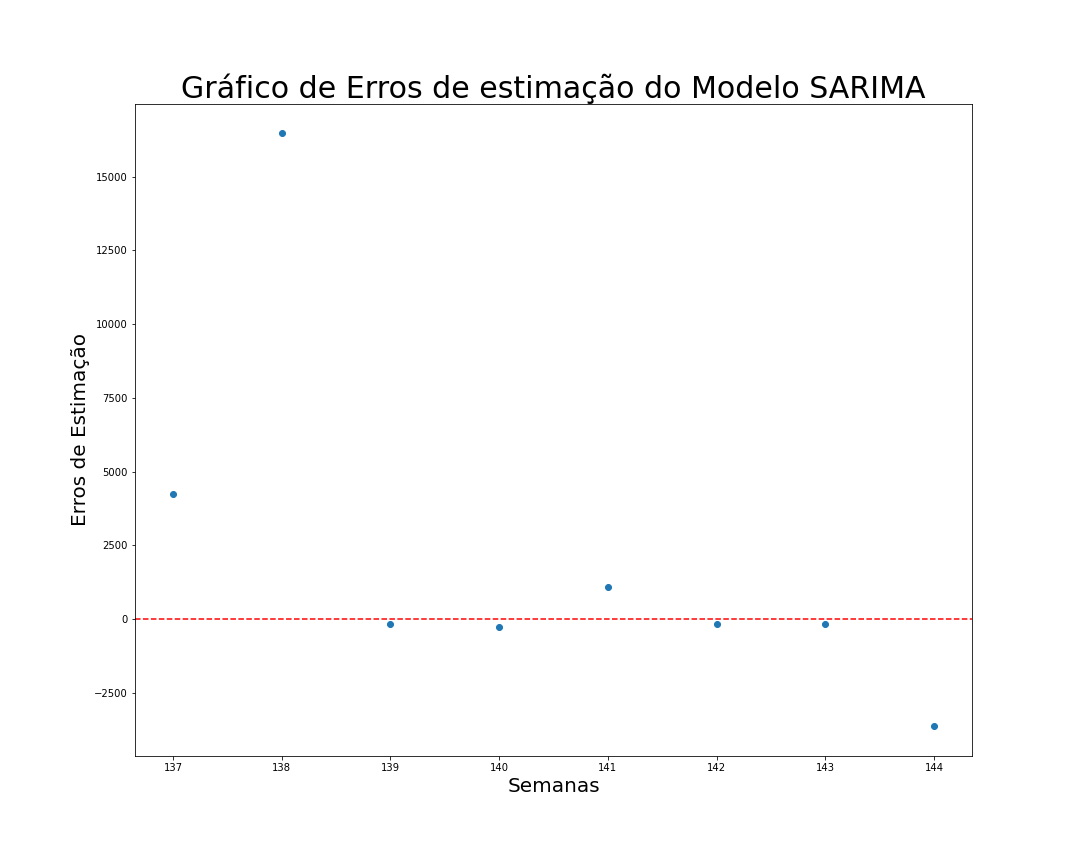 Gráfico de Erros de estimação do Modelo SARIMA
15000
12500
10000
7500
5000
2500
0
−2500
Erros de Estimação
137 138 139 140 141 142 143 144
Semanas